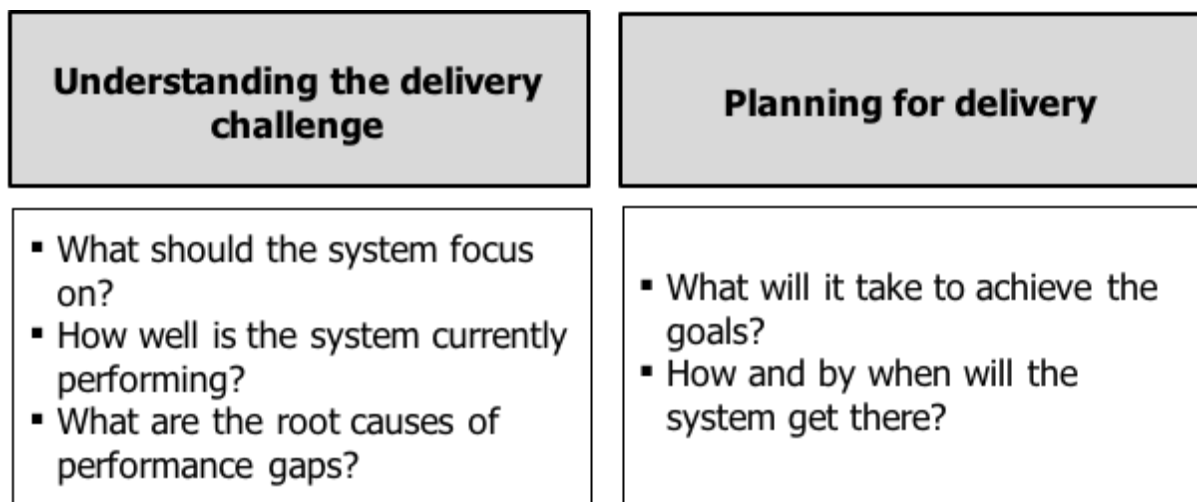 Understanding the delivery
challenge
▪ What should the system focus
on?
▪ How well is the system currently
performing?
▪ What are the root causes of
performance gaps?
Planning for delivery
▪ What will it take to achieve the
goals?
▪ How and by when will the
system get there?